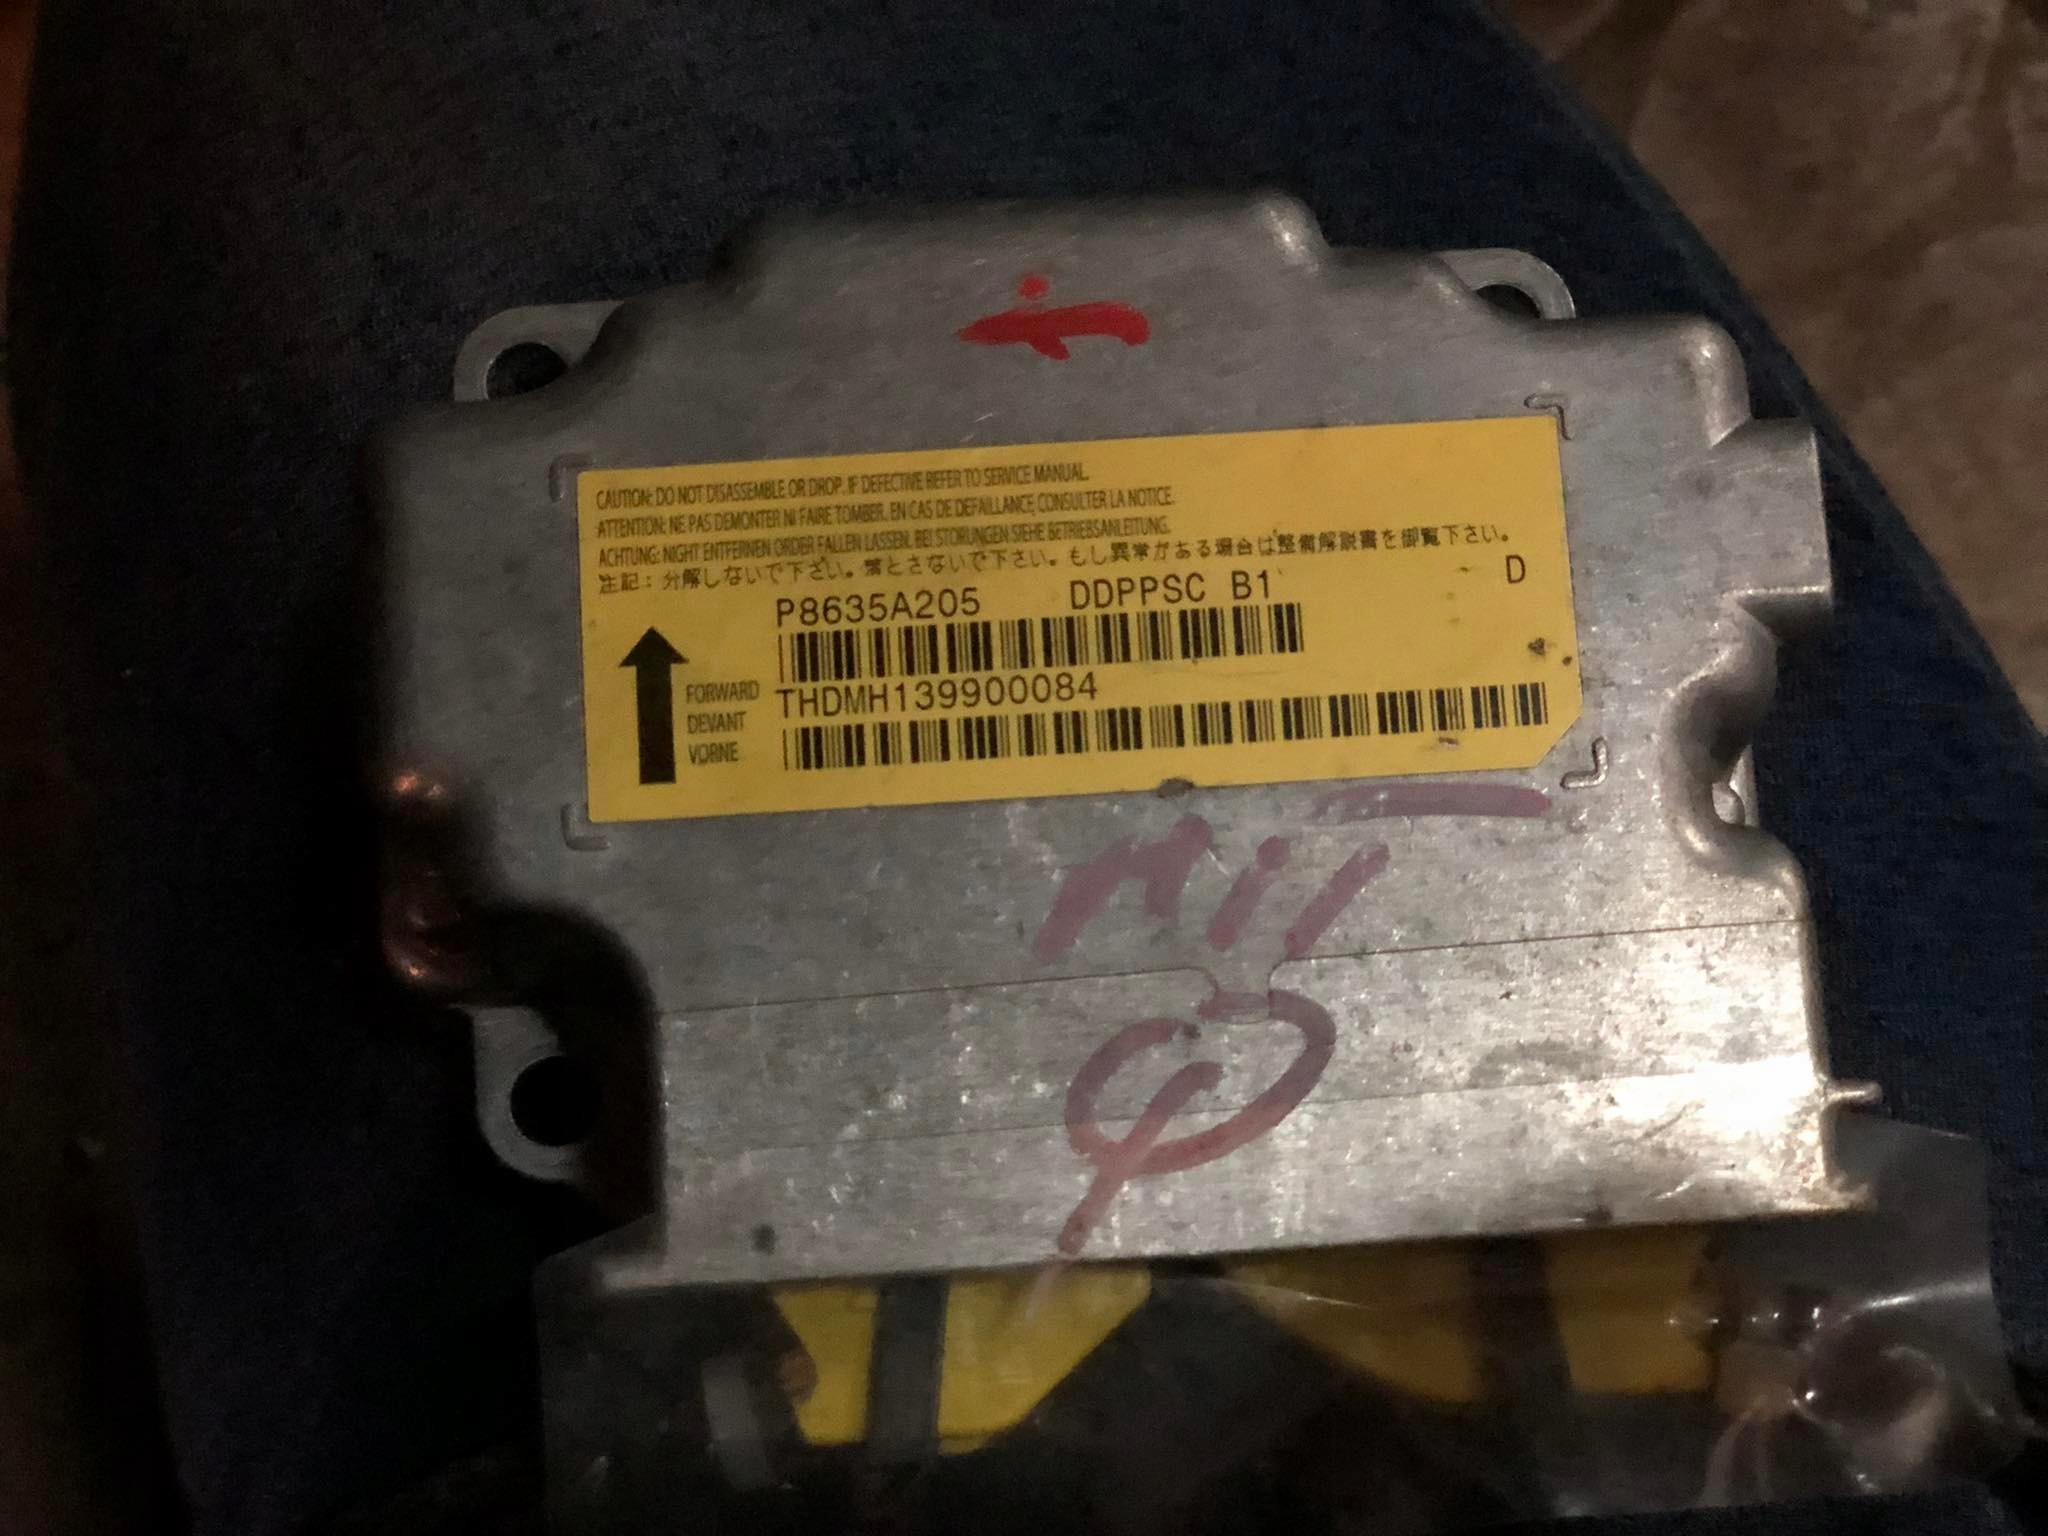 CAUTION: DO NOT DISASSEMBLE OR DROP. IF DEFECTIVE REFER TO SERVICE MANUAL.
ATTENTION: NE PAS DEMONTER NI FAIRE TOMBER. EN CAS DE DEFAILLANCE, CONSULTER LA NOTICE.
ACHTUNG: NIGHT ENTFERNEN ORDER FALLEN LASSEN. BEI STORUNGEN SIEHE BETRIEBSANLEITUNG.
注記：分解しないで下さい。落とさないで下さい。もし異常がある場合は整備解説書を御覧下さい。
P8635A205 DDPPSC B1 D
FORWARD THDMH139900084
DEVANT
VORNE